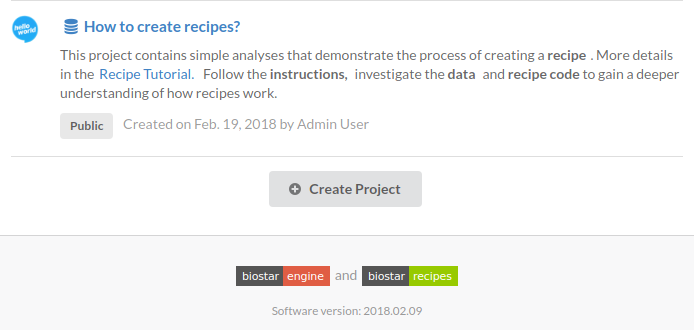 hello
world
How to create recipes?
This project contains simple analyses that demonstrate the process of creating a recipe . More details
in the Recipe Tutorial. Follow the instructions, investigate the data and recipe code to gain a deeper
understanding of how recipes work.
Public Created on Feb. 19, 2018 by Admin User
Create Project
biostar engine and biostar recipes
Software version: 2018.02.09